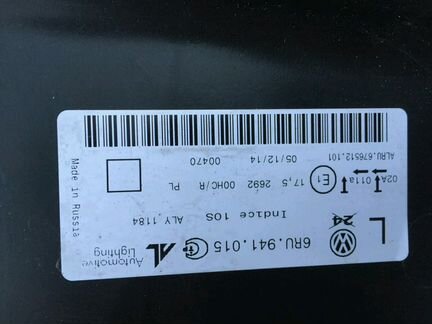 6RU.941.015
Automotive
Lighting
AL
L
24
Indice 10S
ALY 1184
02A 011a
E1
17,5 2692 00HC/R PL
05/12/14
00470
ALRU.676512.101
Made in Russia